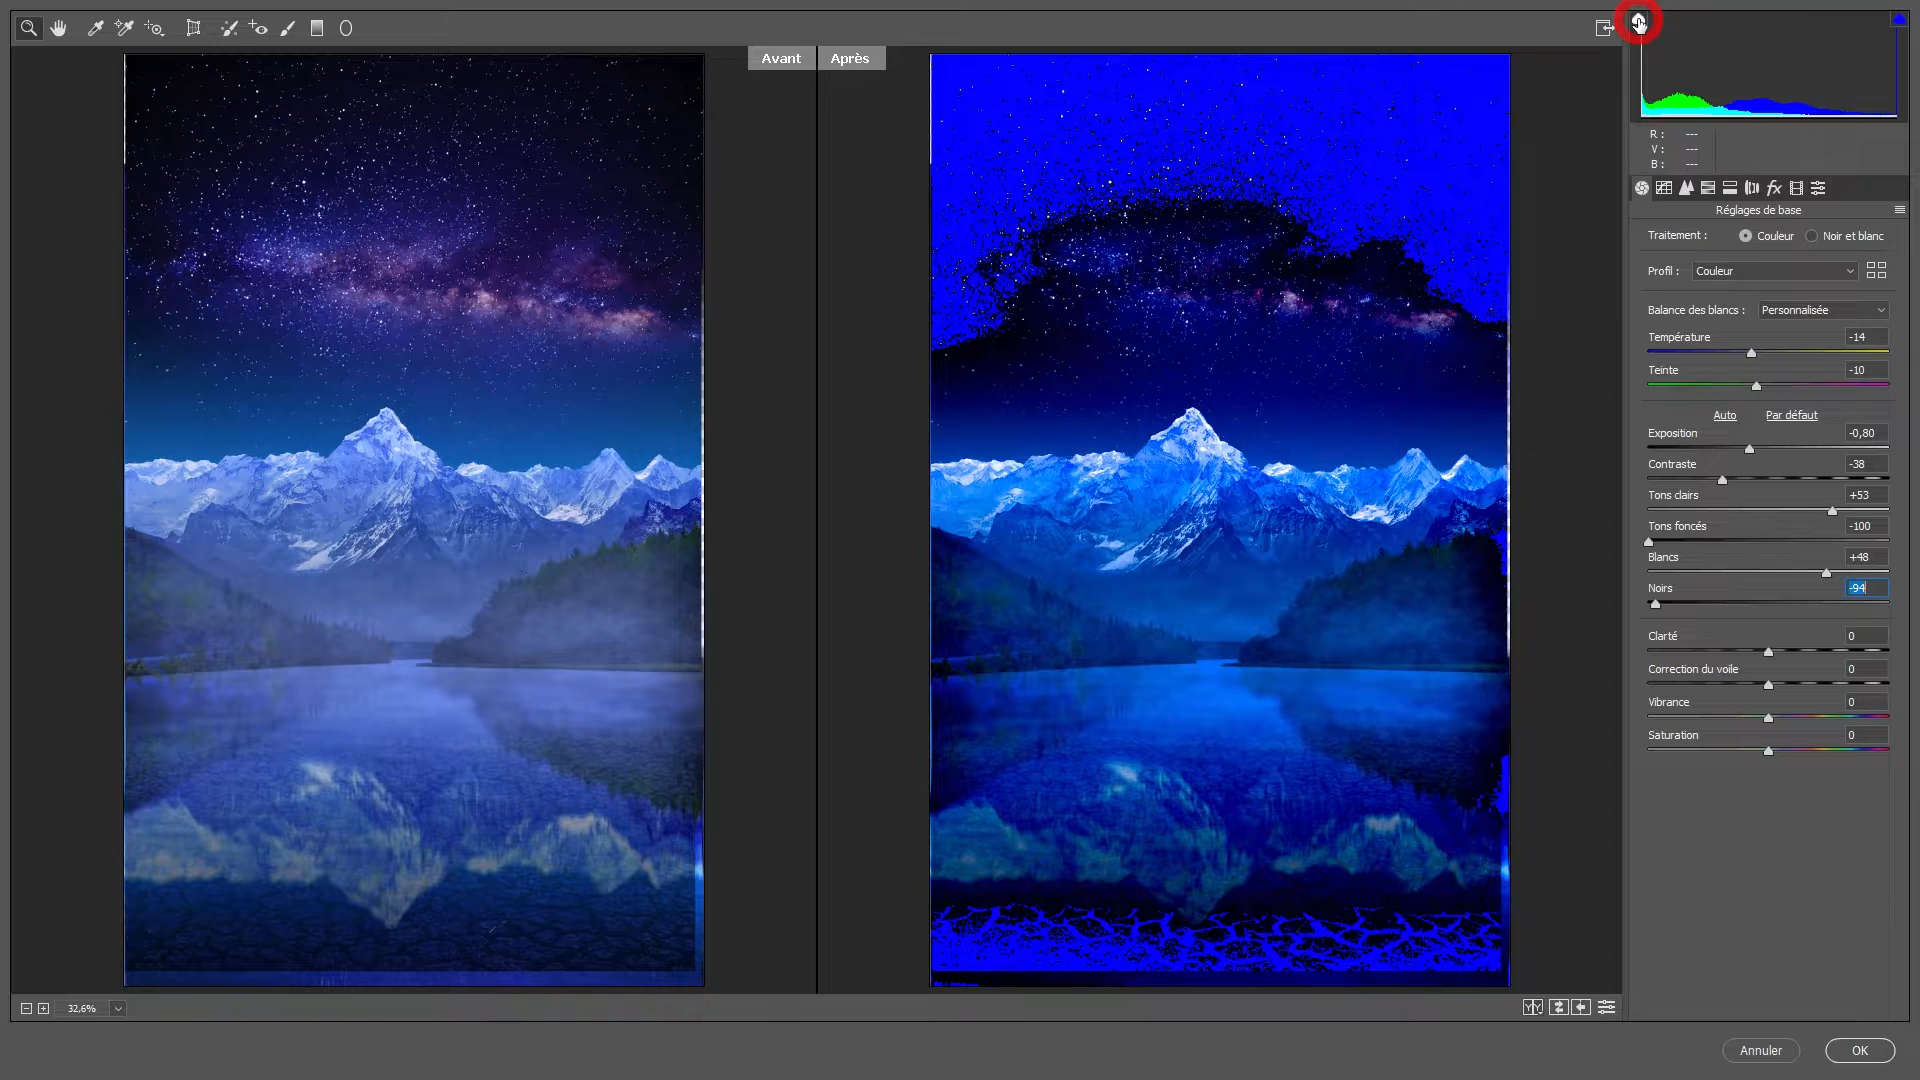 Avant
Après
R : ---
V : ---
B : ---
fx
Réglages de base
Traitement : Couleur Noir et blanc
Profil : Couleur
Balance des blancs : Personnalisée
Température -14
Teinte -10
Auto Par défaut
Exposition -0,80
Contraste -38
Tons clairs +53
Tons foncés -100
Blancs +48
Noirs -94
Clarté 0
Correction du voile 0
Vibrance 0
Saturation 0
32,6%
Y Y
Annuler
OK